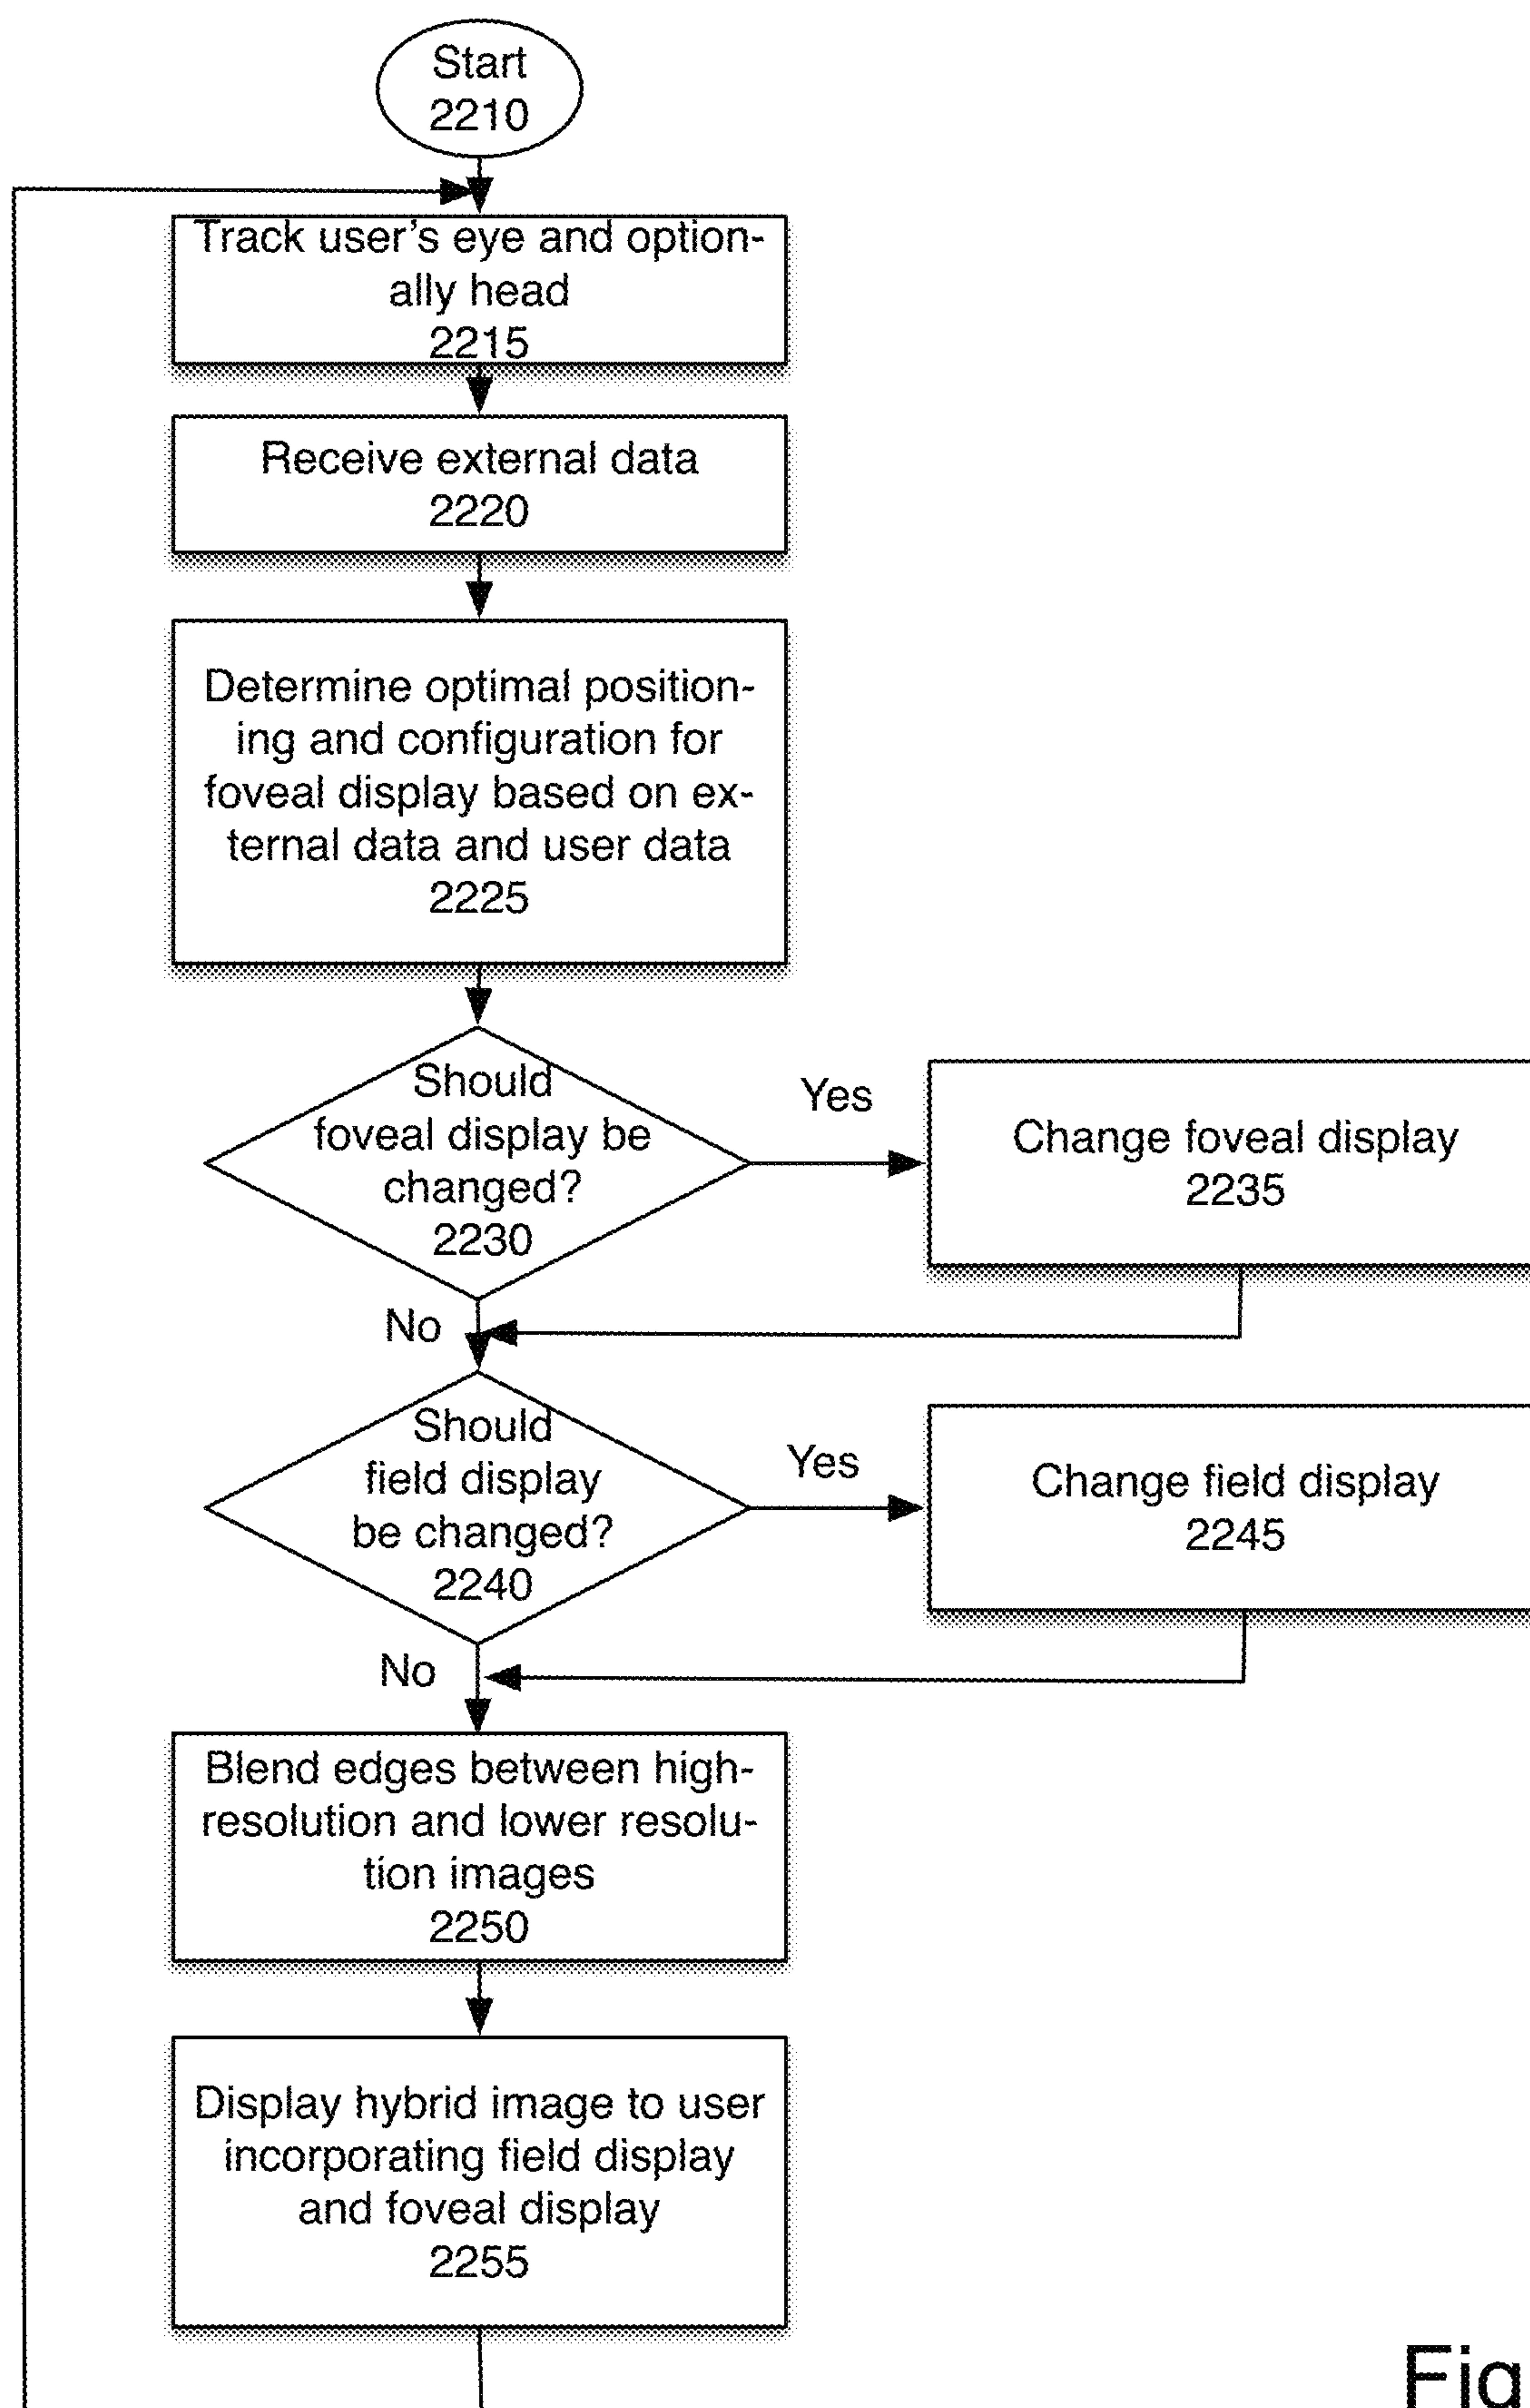 Start
2210
Track user's eye and option-
ally head
2215
Receive external data
2220
Determine optimal position-
ing and configuration for
foveal display based on ex-
ternal data and user data
2225
Should
foveal display be
changed?
2230
Yes
Change foveal display
2235
No
Should
field display
be changed?
2240
Yes
Change field display
2245
No
Blend edges between high-
resolution and lower resolu-
tion images
2250
Display hybrid image to user
incorporating field display
and foveal display
2255
Fig